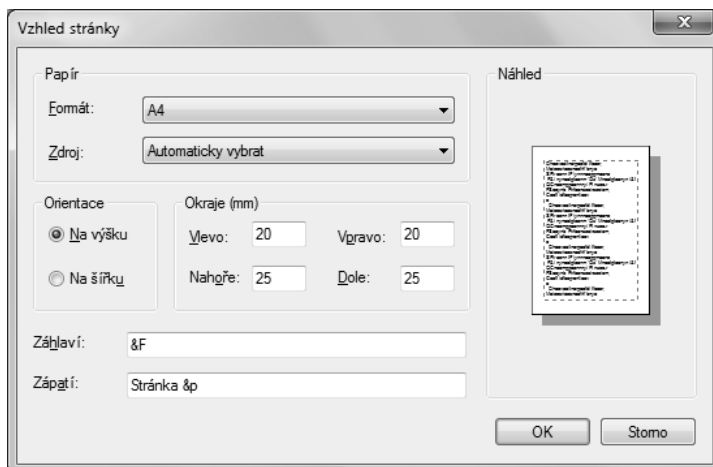 Vzhled stránky
Papír
Formát:
A4
Zdroj:
Automaticky vybrat
Orientace
Na výšku
Na šířku
Okraje (mm)
Vlevo:
20
Vpravo:
20
Nahoře:
25
Dole:
25
Záhlaví:
&F
Zápatí:
Stránka &p
Náhled
OK
Storno